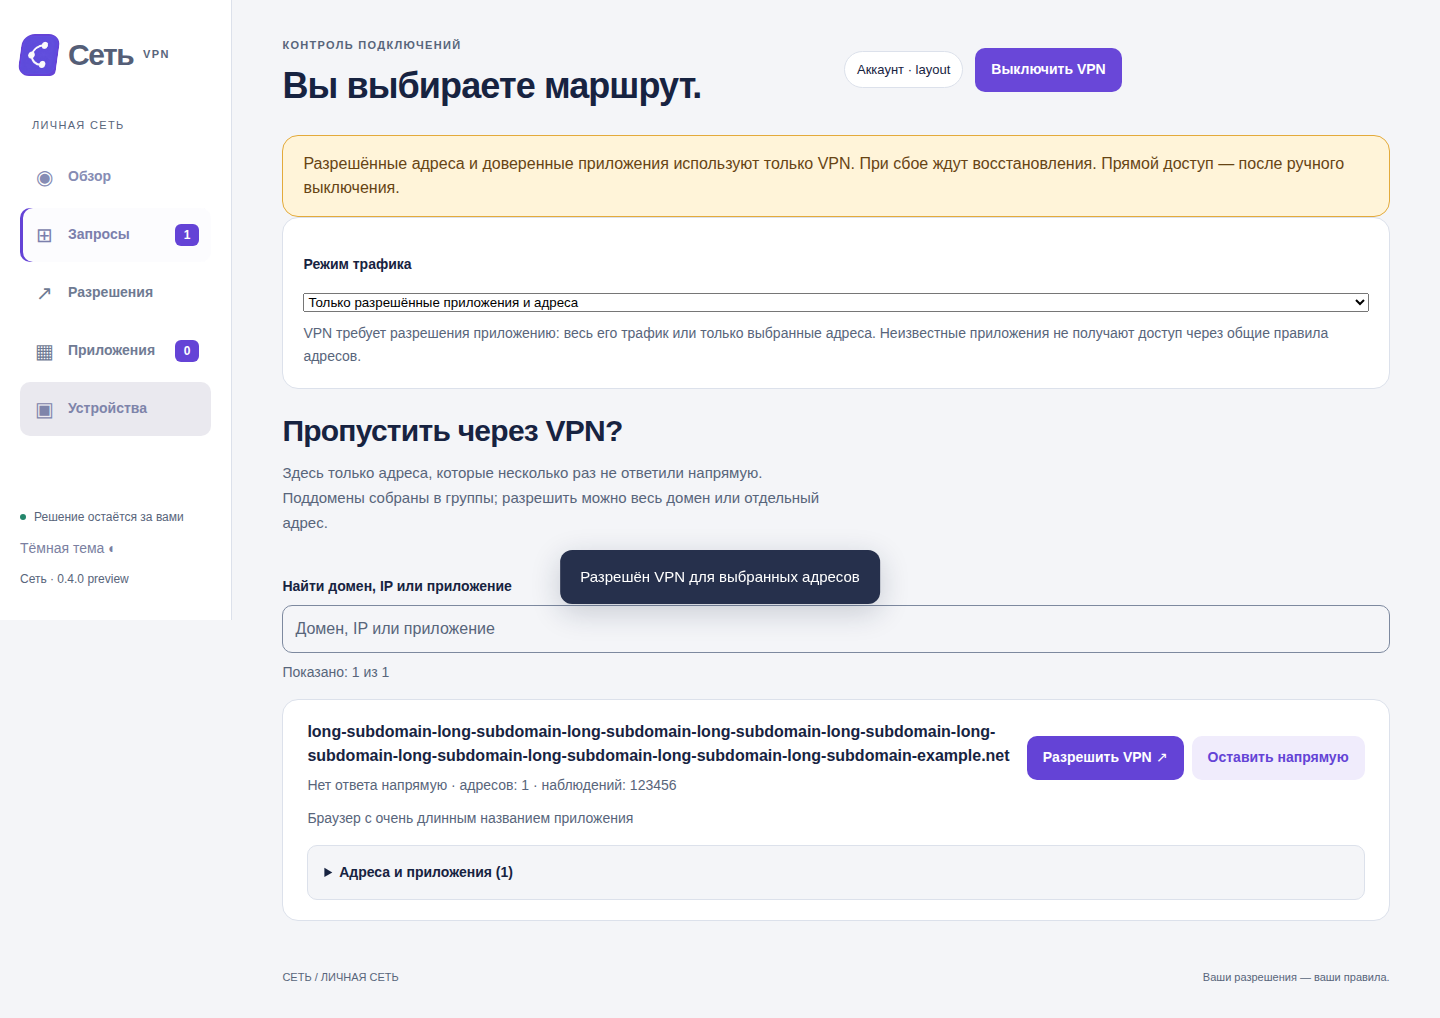 Сеть VPN
ЛИЧНАЯ СЕТЬ
Обзор
Запросы 1
Разрешения
Приложения 0
Устройства
Решение остаётся за вами
Тёмная тема
Сеть · 0.4.0 preview
КОНТРОЛЬ ПОДКЛЮЧЕНИЙ
Вы выбираете маршрут.
Аккаунт · layout
Выключить VPN
Разрешённые адреса и доверенные приложения используют только VPN. При сбое ждут восстановления. Прямой доступ — после ручного
выключения.
Режим трафика
Только разрешённые приложения и адреса
VPN требует разрешения приложению: весь его трафик или только выбранные адреса. Неизвестные приложения не получают доступ через общие правила
адресов.
Пропустить через VPN?
Здесь только адреса, которые несколько раз не ответили напрямую.
Поддомены собраны в группы; разрешить можно весь домен или отдельный
адрес.
Разрешён VPN для выбранных адресов
Найти домен, IP или приложение
Домен, IP или приложение
Показано: 1 из 1
long-subdomain-long-subdomain-long-subdomain-long-subdomain-long-subdomain-long-
subdomain-long-subdomain-long-subdomain-long-subdomain-long-subdomain-example.net
Разрешить VPN ↗
Оставить напрямую
Нет ответа напрямую · адресов: 1 · наблюдений: 123456
Браузер с очень длинным названием приложения
Адреса и приложения (1)
СЕТЬ / ЛИЧНАЯ СЕТЬ
Ваши разрешения — ваши правила.